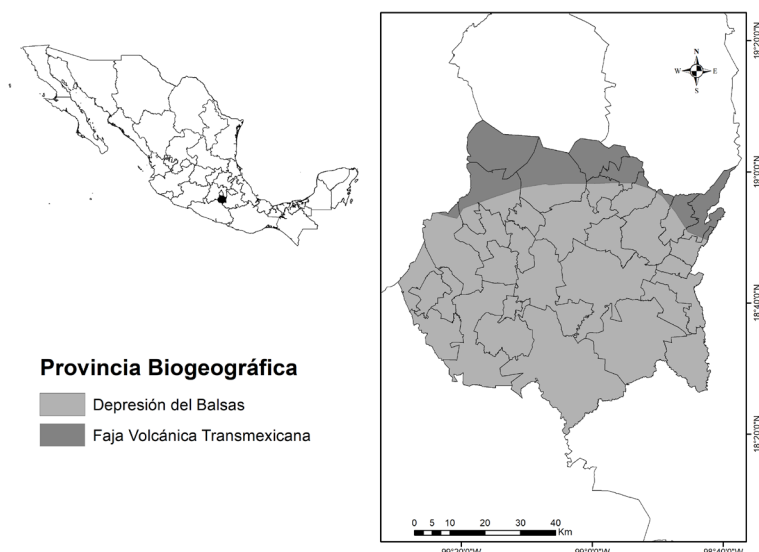 Provincia Biogeográfica
Depresión del Balsas
Faja Volcánica Transmexicana
N
W E
S
19°0'0"N
18°40'0"N
18°20'0"N
0 5 10 20 30 40
Km
99°0'0"W
98°40'0"W